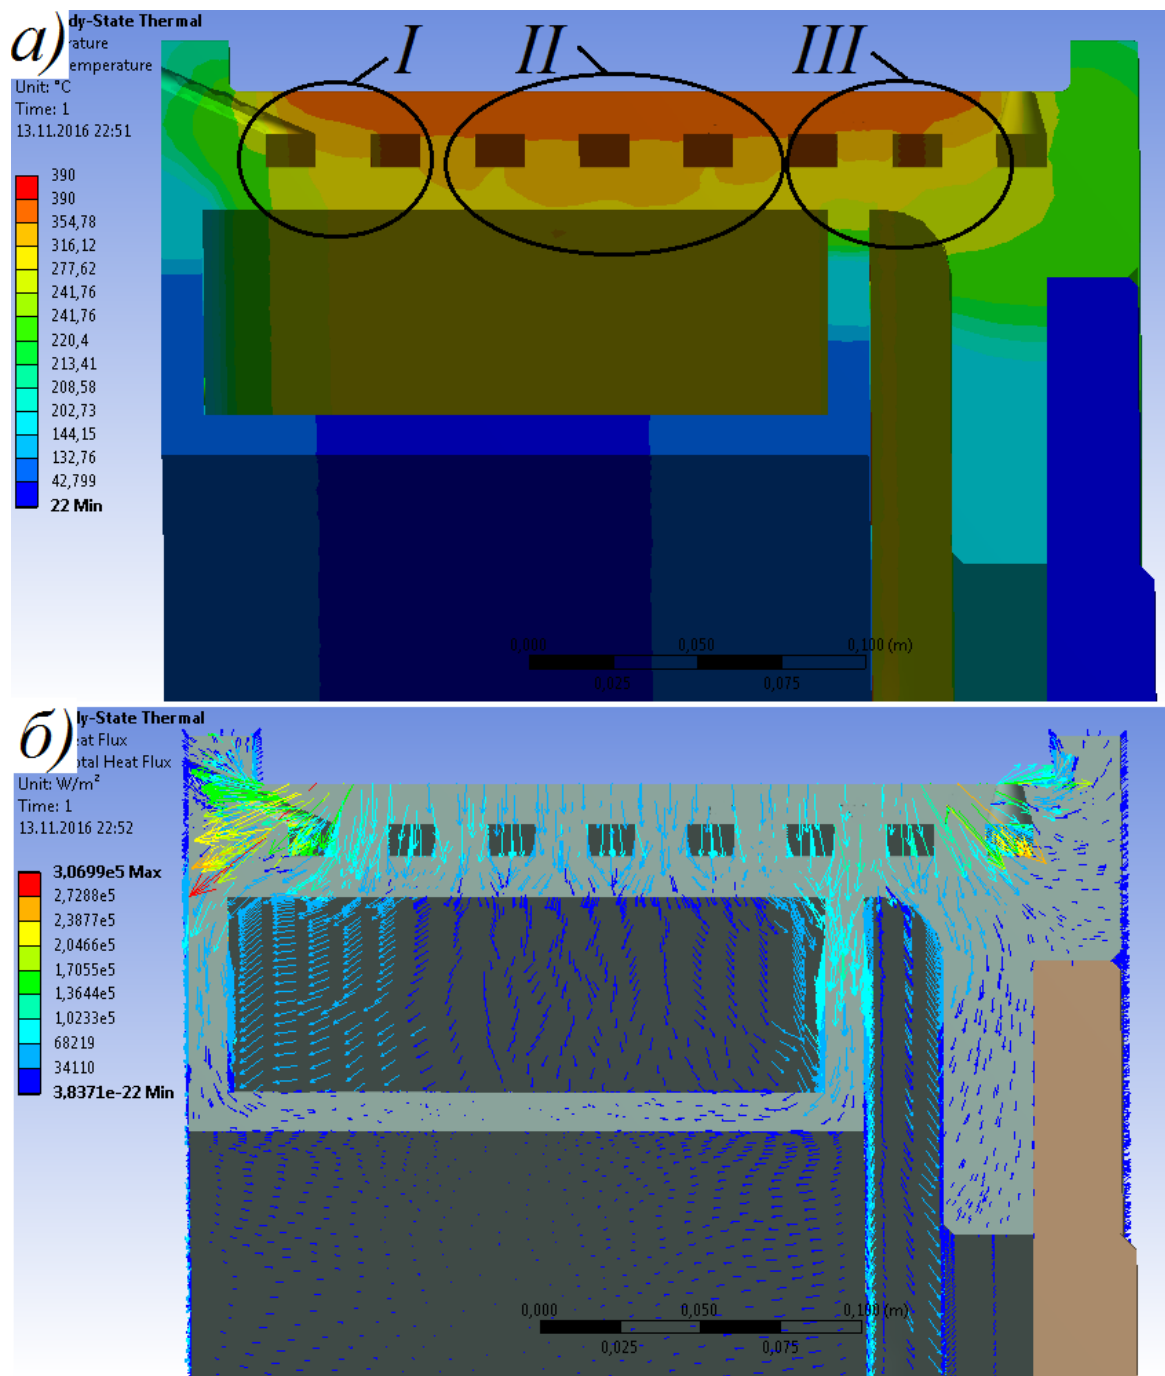 а)
dy-State Thermal
I
II
III
rature
emperature
Unit: °C
Time: 1
13.11.2016 22:51
390
390
354,78
316,12
277,62
241,76
241,76
220,4
213,41
208,58
202,73
144,15
132,76
42,799
22 Min
0,000
0,050
0,100 (m)
0,025
0,075
б)
ly-State Thermal
eat Flux
otal Heat Flux
Unit: W/m²
Time: 1
13.11.2016 22:52
3,0699e5 Max
2,7288e5
2,3877e5
2,0466e5
1,7055e5
1,3644e5
1,0233e5
68219
34110
3,8371e-22 Min
0,000
0,050
0,100 (m)
0,025
0,075